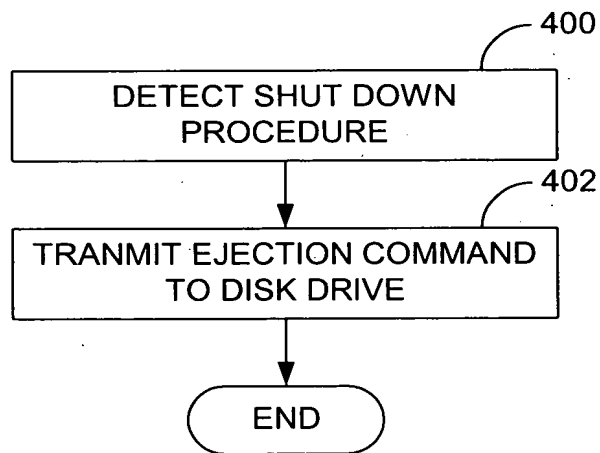 400
DETECT SHUT DOWN
PROCEDURE
402
TRANMIT EJECTION COMMAND
TO DISK DRIVE
END